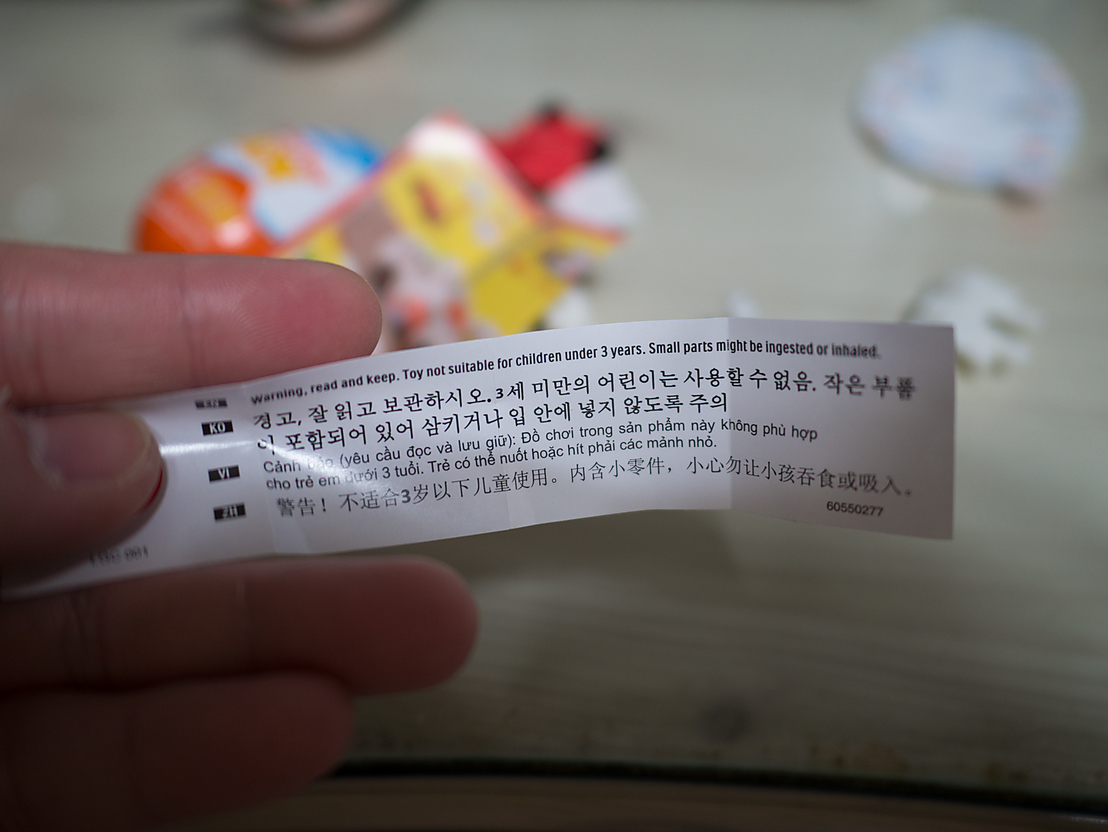 Warning, read and keep. Toy not suitable for children under 3 years. Small parts might be ingested or inhaled.
KO 경고, 잘 읽고 보관하시오. 3세 미만의 어린이는 사용할 수 없음. 작은 부품
이 포함되어 있어 삼키거나 입 안에 넣지 않도록 주의
VI Cảnh báo (yêu cầu đọc và lưu giữ): Đồ chơi trong sản phẩm này không phù hợp
cho trẻ em dưới 3 tuổi. Trẻ có thể nuốt hoặc hít phải các mảnh nhỏ.
ZH 警告！不适合3岁以下儿童使用。内含小零件，小心勿让小孩吞食或吸入。
60550277